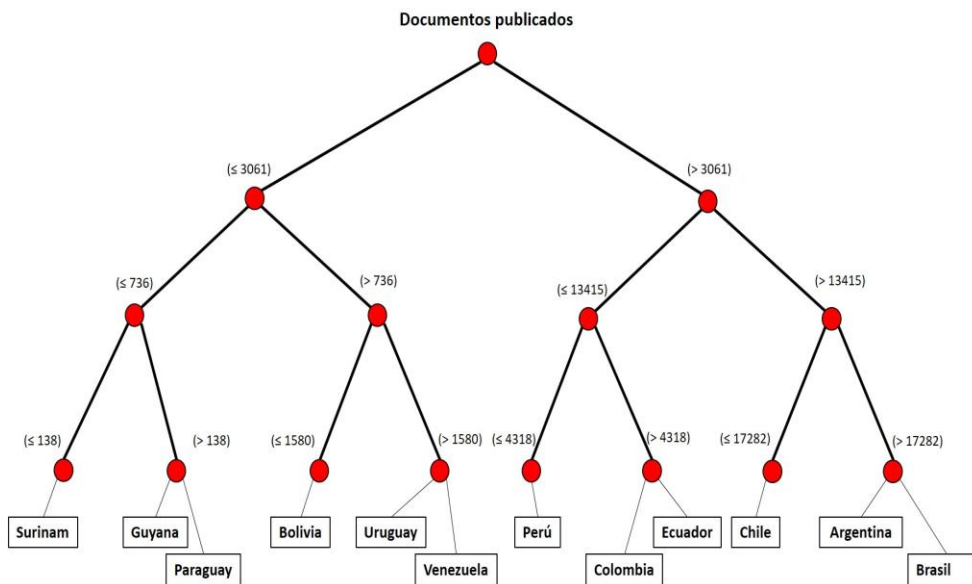 Documentos publicados
(≤ 3061)
(> 3061)
(≤ 736)
(> 736)
(≤ 13415)
(> 13415)
(≤ 138)
(> 138)
(≤ 1580)
(> 1580)
(≤ 4318)
(> 4318)
(≤ 17282)
(> 17282)
Surinam
Guyana
Bolivia
Uruguay
Perú
Ecuador
Chile
Argentina
Paraguay
Venezuela
Colombia
Brasil